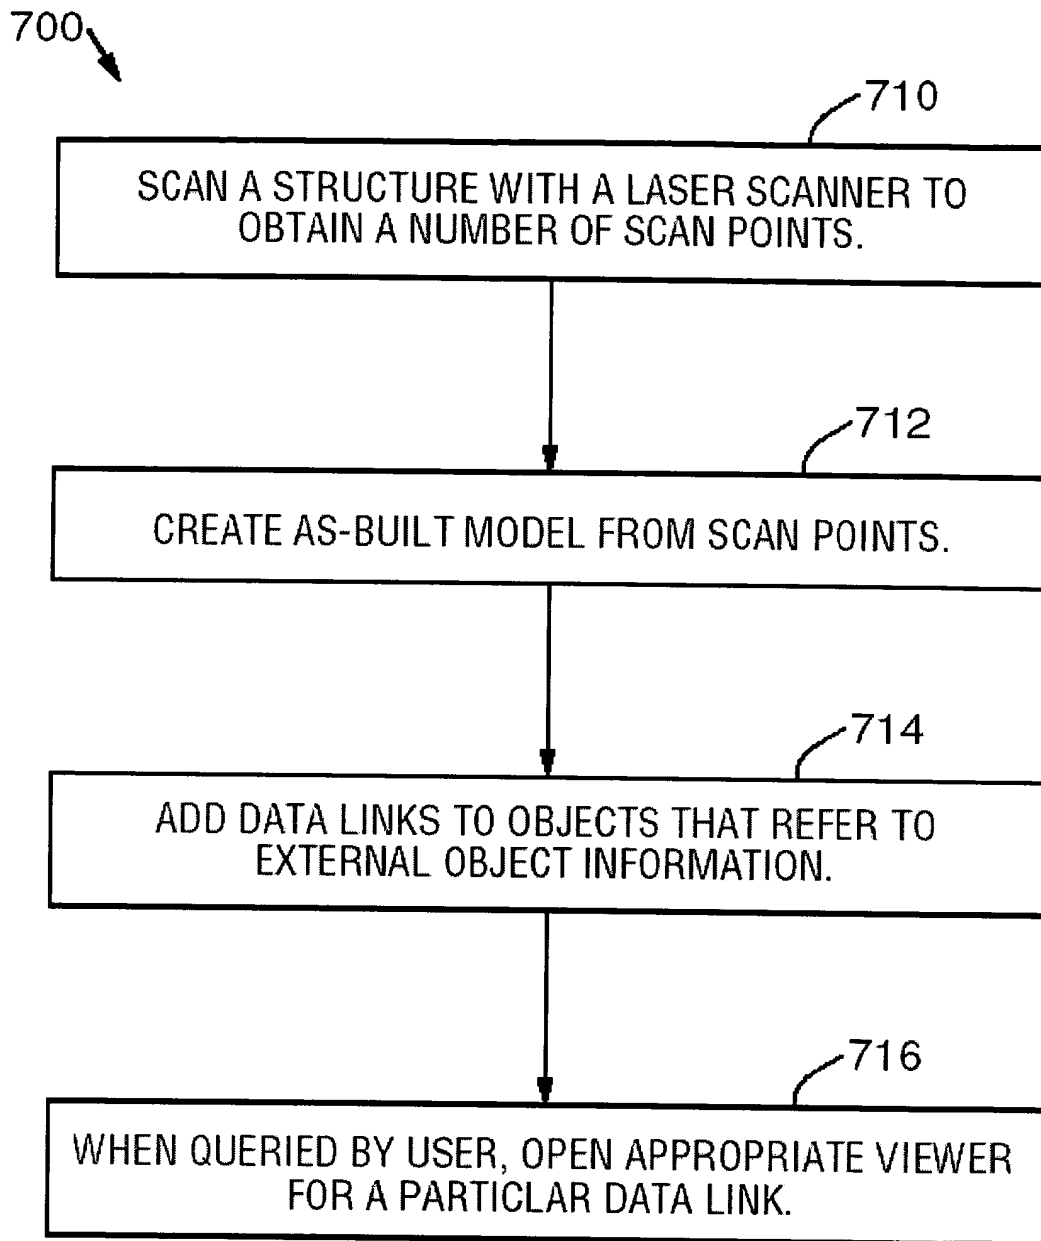 700
710
SCAN A STRUCTURE WITH A LASER SCANNER TO
OBTAIN A NUMBER OF SCAN POINTS.
712
CREATE AS-BUILT MODEL FROM SCAN POINTS.
714
ADD DATA LINKS TO OBJECTS THAT REFER TO
EXTERNAL OBJECT INFORMATION.
716
WHEN QUERIED BY USER, OPEN APPROPRIATE VIEWER
FOR A PARTICLAR DATA LINK.